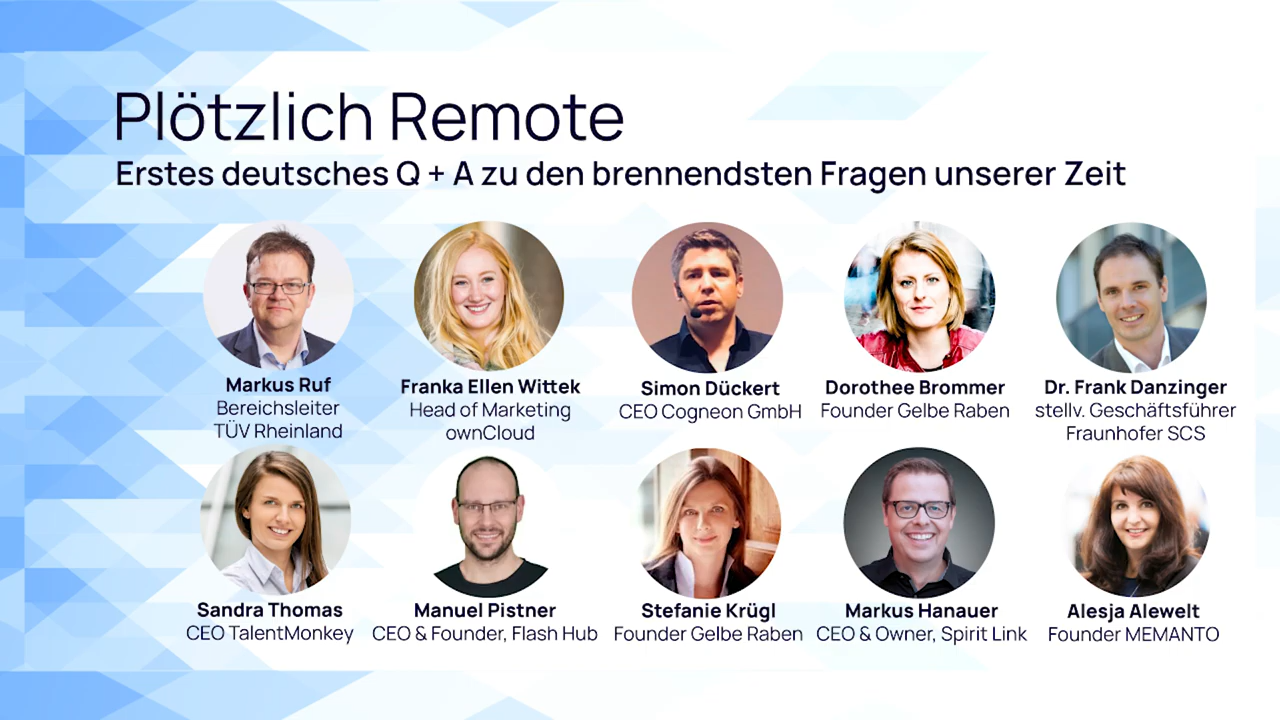 Plötzlich Remote
Erstes deutsches Q + A zu den brennendsten Fragen unserer Zeit
Markus Ruf
Bereichsleiter
TÜV Rheinland
Franka Ellen Wittek
Head of Marketing
ownCloud
Simon Dückert
CEO Cogneon GmbH
Dorothee Brommer
Founder Gelbe Raben
Dr. Frank Danzinger
stellv. Geschäftsführer
Fraunhofer SCS
Sandra Thomas
CEO TalentMonkey
Manuel Pistner
CEO & Founder, Flash Hub
Stefanie Krügl
Founder Gelbe Raben
Markus Hanauer
CEO & Owner, Spirit Link
Alesja Alewelt
Founder MEMANTO